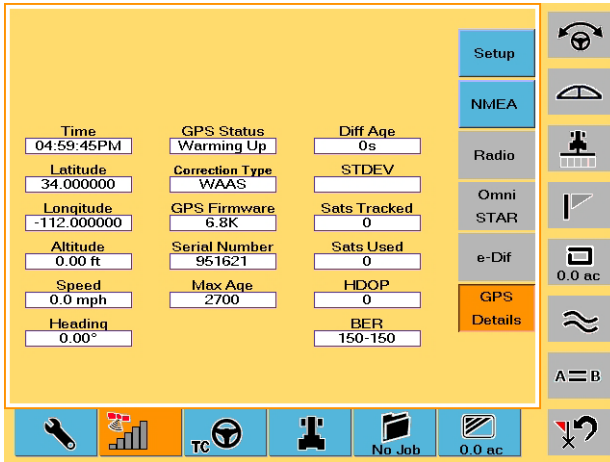 Setup
NMEA
Time
GPS Status
Diff Age
04:59:45PM
Warming Up
0s
Radio
Latitude
Correction Type
STDEV
34.000000
WAAS
Omni
STAR
Longitude
GPS Firmware
Sats Tracked
-112.000000
6.8K
0
Altitude
Serial Number
Sats Used
e-Dif
0.00 ft
951621
0
0.0 ac
Speed
Max Age
HDOP
GPS
Details
0.0 mph
2700
0
Heading
BER
0.00°
150-150
A=B
TC
No Job
0.0 ac